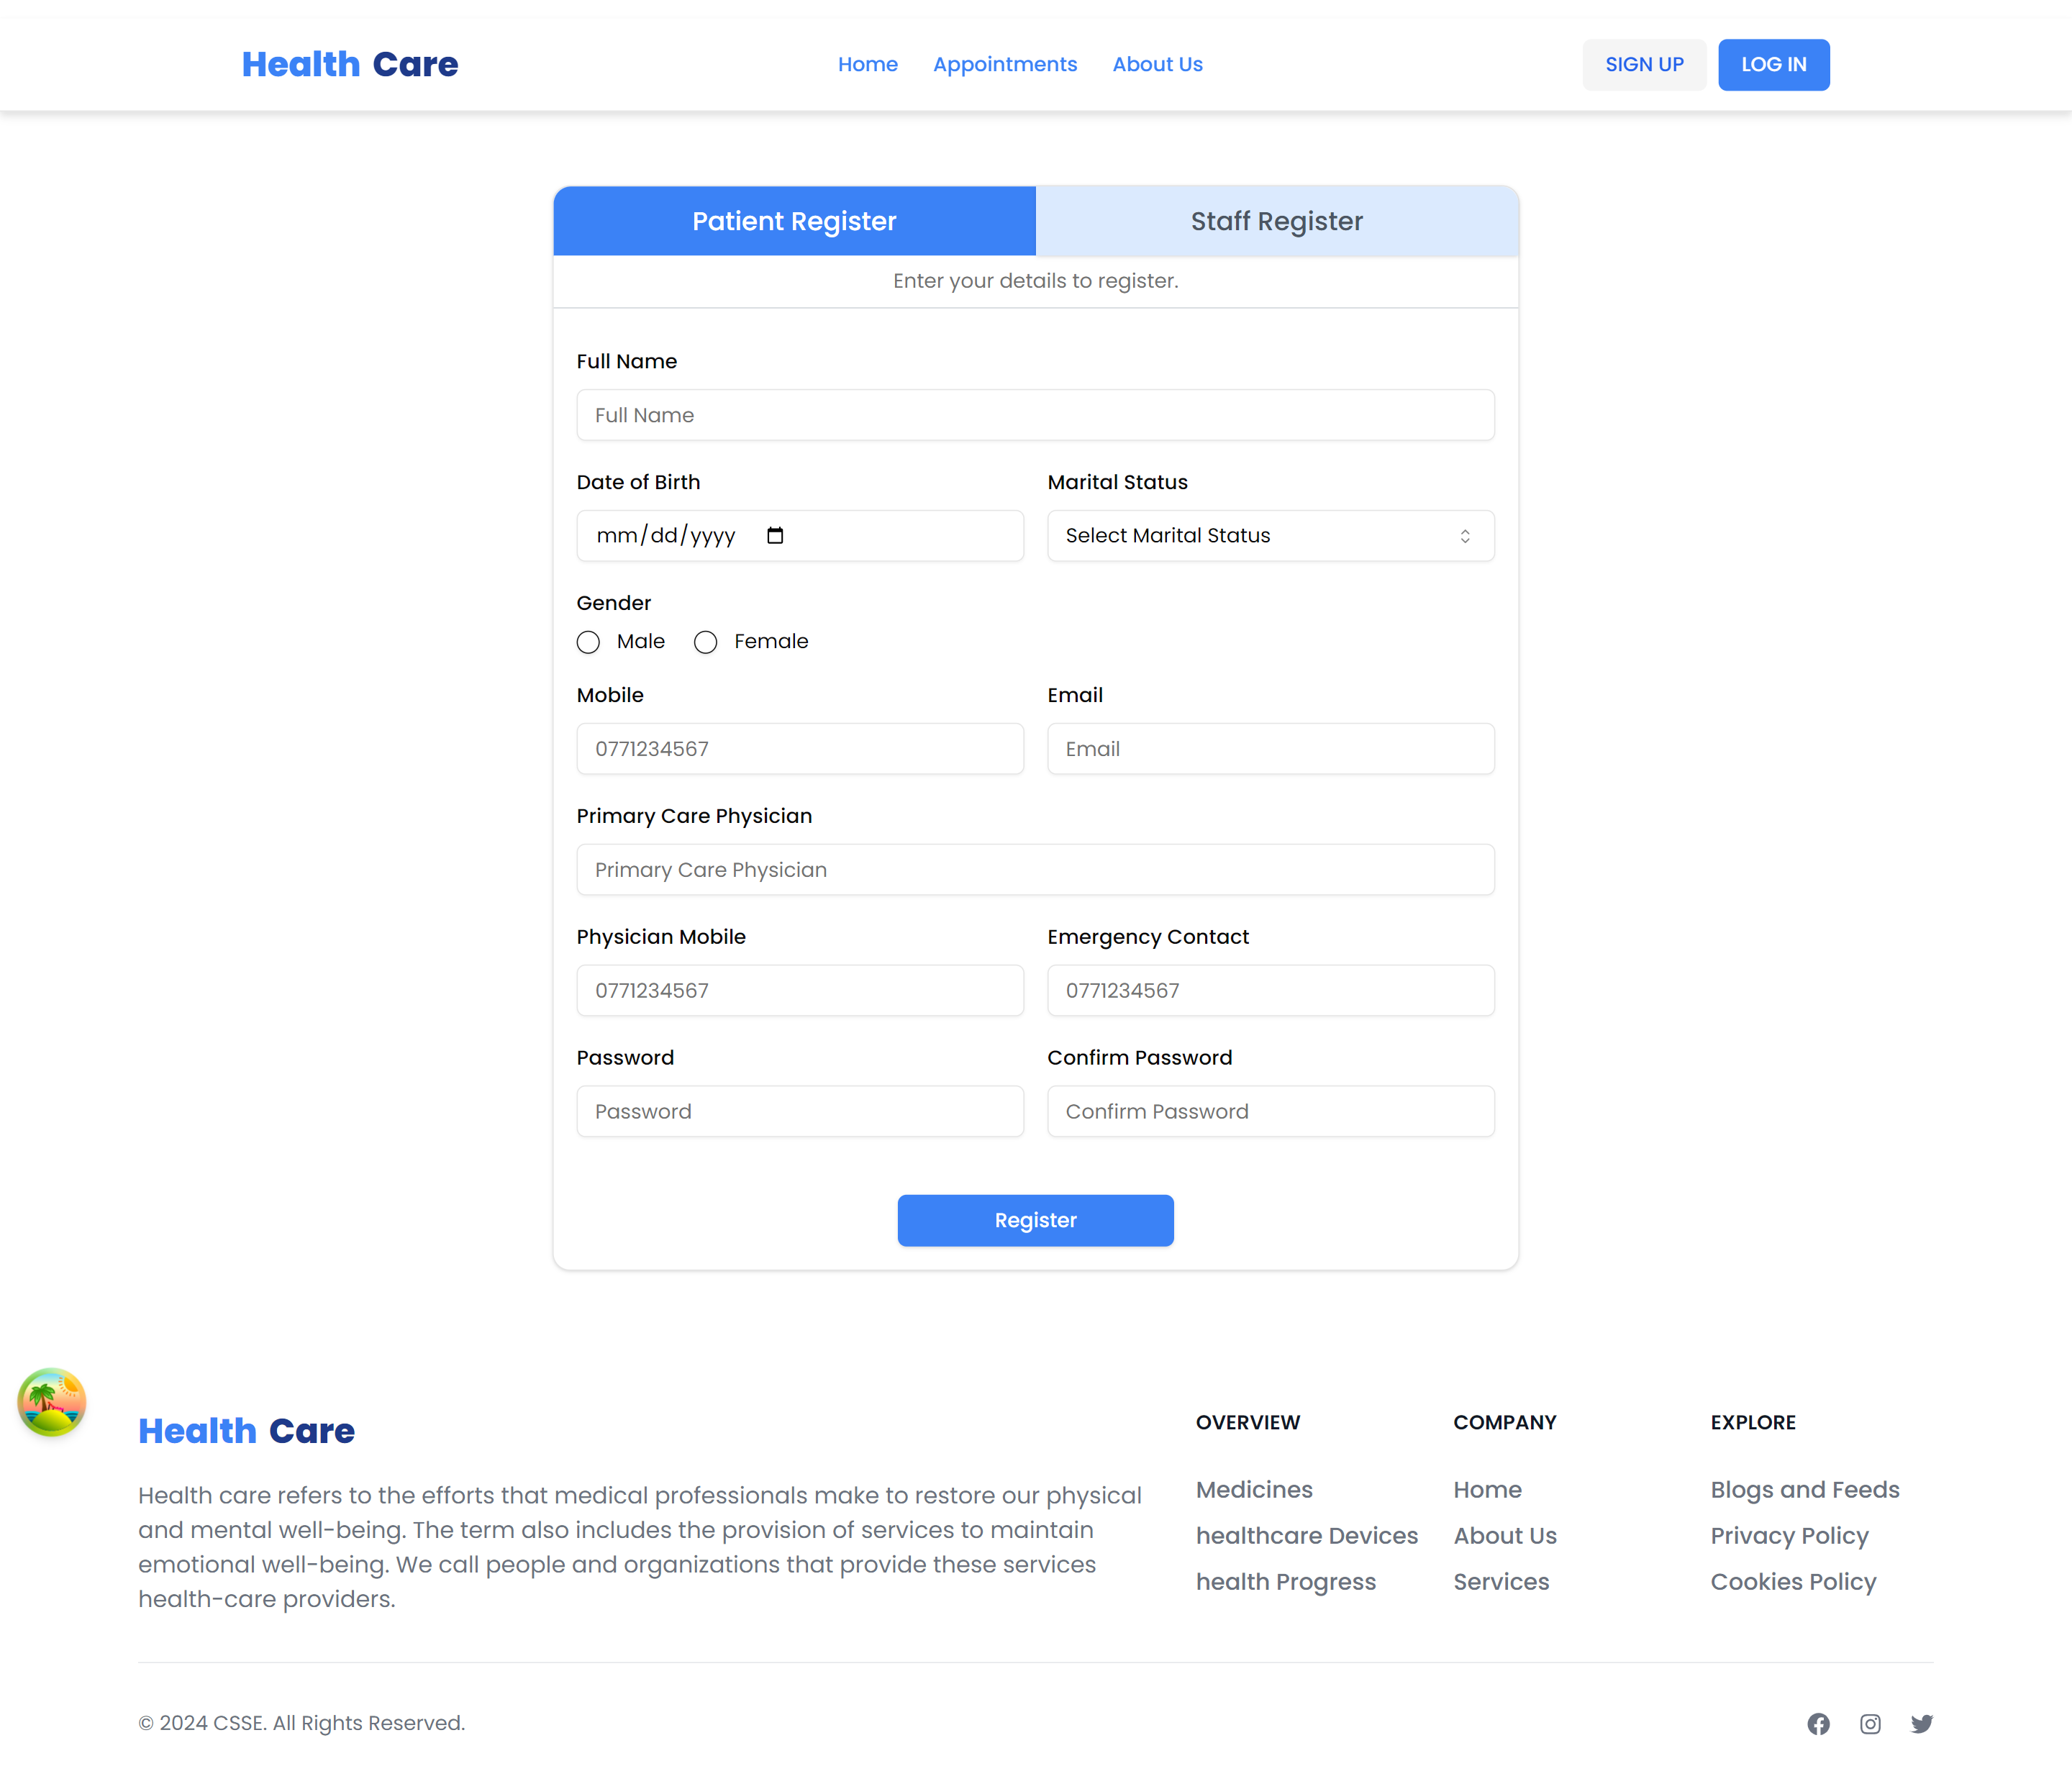 Health Care
Home Appointments About Us
SIGN UP LOG IN
Patient Register Staff Register
Enter your details to register.
Full Name
Full Name
Date of Birth Marital Status
mm/dd/yyyy Select Marital Status
Gender
Male Female
Mobile Email
0771234567 Email
Primary Care Physician
Primary Care Physician
Physician Mobile Emergency Contact
0771234567 0771234567
Password Confirm Password
Password Confirm Password
Register
Health Care
Health care refers to the efforts that medical professionals make to restore our physical
and mental well-being. The term also includes the provision of services to maintain
emotional well-being. We call people and organizations that provide these services
health-care providers.
OVERVIEW
Medicines
healthcare Devices
health Progress
COMPANY
Home
About Us
Services
EXPLORE
Blogs and Feeds
Privacy Policy
Cookies Policy
© 2024 CSSE. All Rights Reserved.